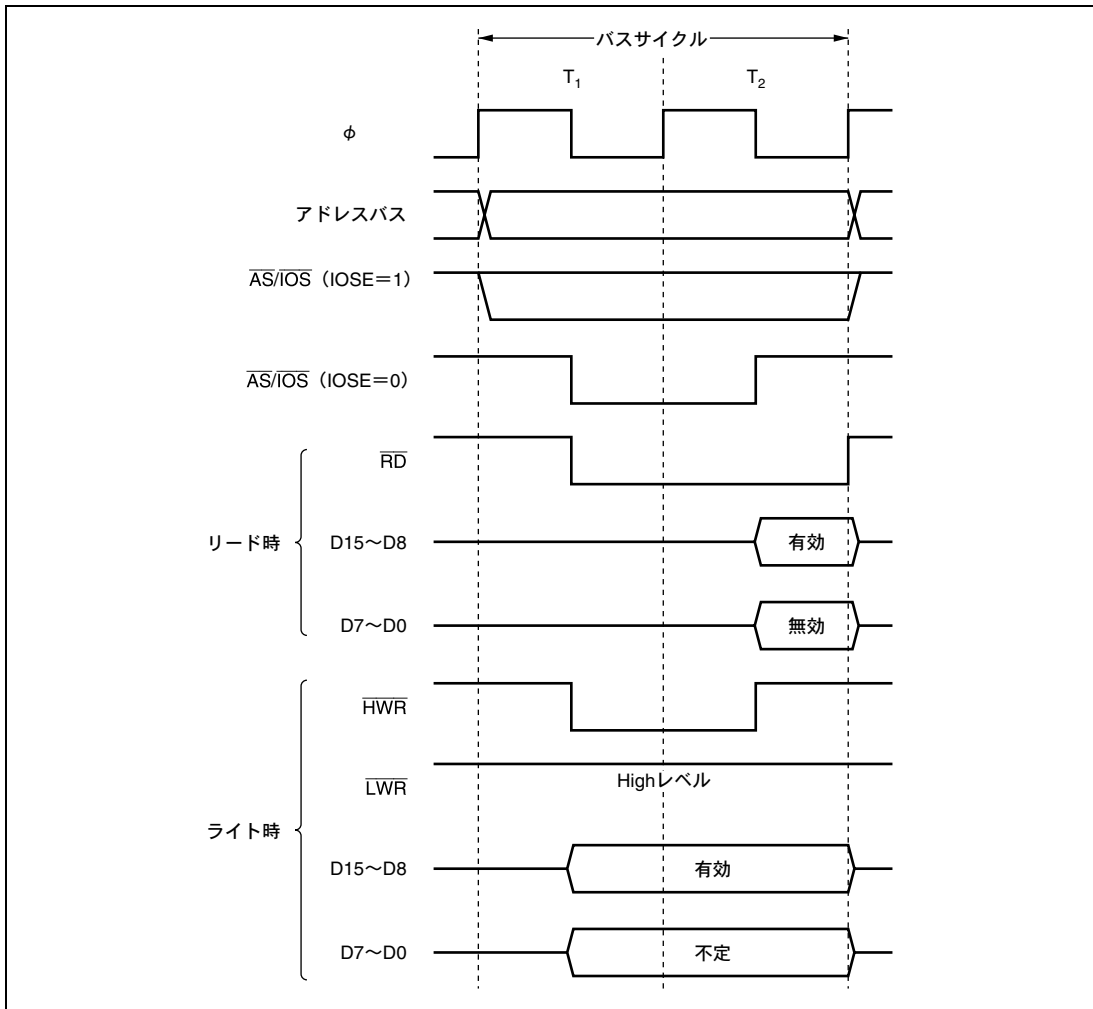 バスサイクル
T1 T2
φ
アドレスバス
AS/IOS（IOSE＝1）
AS/IOS（IOSE＝0）
RD
リード時
D15～D8
有効
D7～D0
無効
HWR
LWR
Highレベル
ライト時
D15～D8
有効
D7～D0
不定